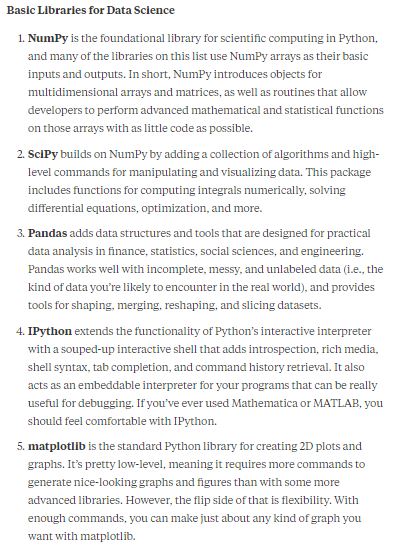 Basic Libraries for Data Science
1. NumPy is the foundational library for scientific computing in Python,
and many of the libraries on this list use NumPy arrays as their basic
inputs and outputs. In short, NumPy introduces objects for
multidimensional arrays and matrices, as well as routines that allow
developers to perform advanced mathematical and statistical functions
on those arrays with as little code as possible.
2. SciPy builds on NumPy by adding a collection of algorithms and high-
level commands for manipulating and visualizing data. This package
includes functions for computing integrals numerically, solving
differential equations, optimization, and more.
3. Pandas adds data structures and tools that are designed for practical
data analysis in finance, statistics, social sciences, and engineering.
Pandas works well with incomplete, messy, and unlabeled data (i.e., the
kind of data you're likely to encounter in the real world), and provides
tools for shaping, merging, reshaping, and slicing datasets.
4. IPython extends the functionality of Python's interactive interpreter
with a souped-up interactive shell that adds introspection, rich media,
shell syntax, tab completion, and command history retrieval. It also
acts as an embeddable interpreter for your programs that can be really
useful for debugging. If you've ever used Mathematica or MATLAB, you
should feel comfortable with IPython.
5. matplotlib is the standard Python library for creating 2D plots and
graphs. It's pretty low-level, meaning it requires more commands to
generate nice-looking graphs and figures than with some more
advanced libraries. However, the flip side of that is flexibility. With
enough commands, you can make just about any kind of graph you
want with matplotlib.